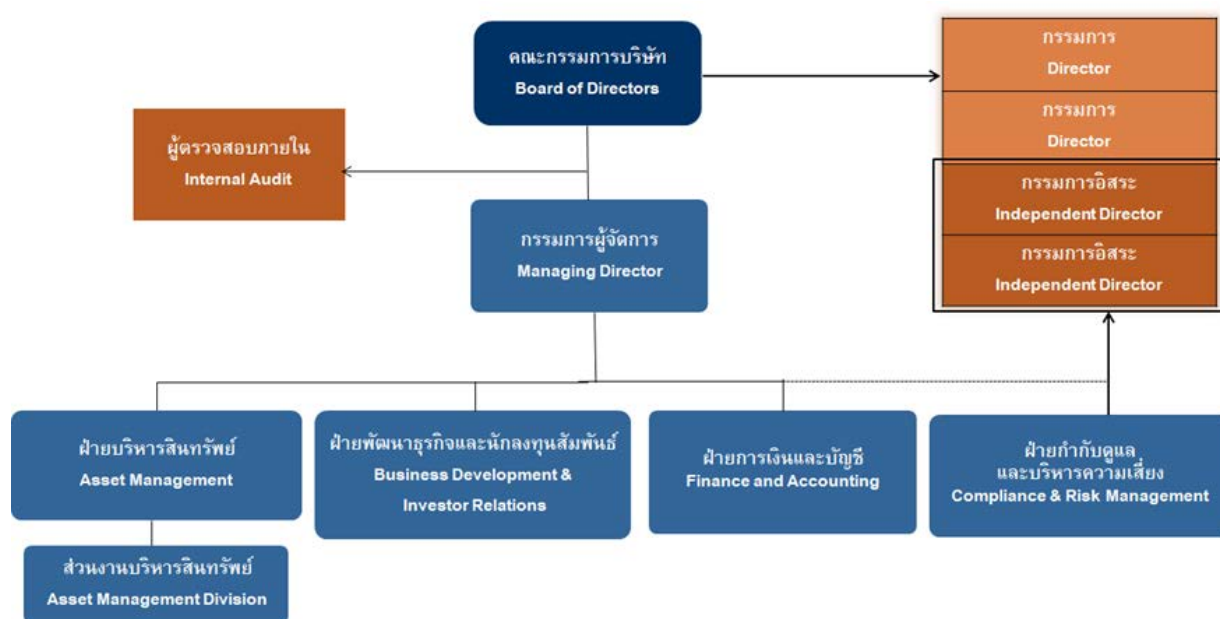 คณะกรรมการบริษัท
Board of Directors
กรรมการ
Director
กรรมการ
Director
กรรมการอิสระ
Independent Director
กรรมการอิสระ
Independent Director
ผู้ตรวจสอบภายใน
Internal Audit
กรรมการผู้จัดการ
Managing Director
ฝ่ายบริหารสินทรัพย์
Asset Management
ฝ่ายพัฒนาธุรกิจและนักลงทุนสัมพันธ์
Business Development &
Investor Relations
ฝ่ายการเงินและบัญชี
Finance and Accounting
ฝ่ายกำกับดูแล
และบริหารความเสี่ยง
Compliance & Risk Management
ส่วนงานบริหารสินทรัพย์
Asset Management Division